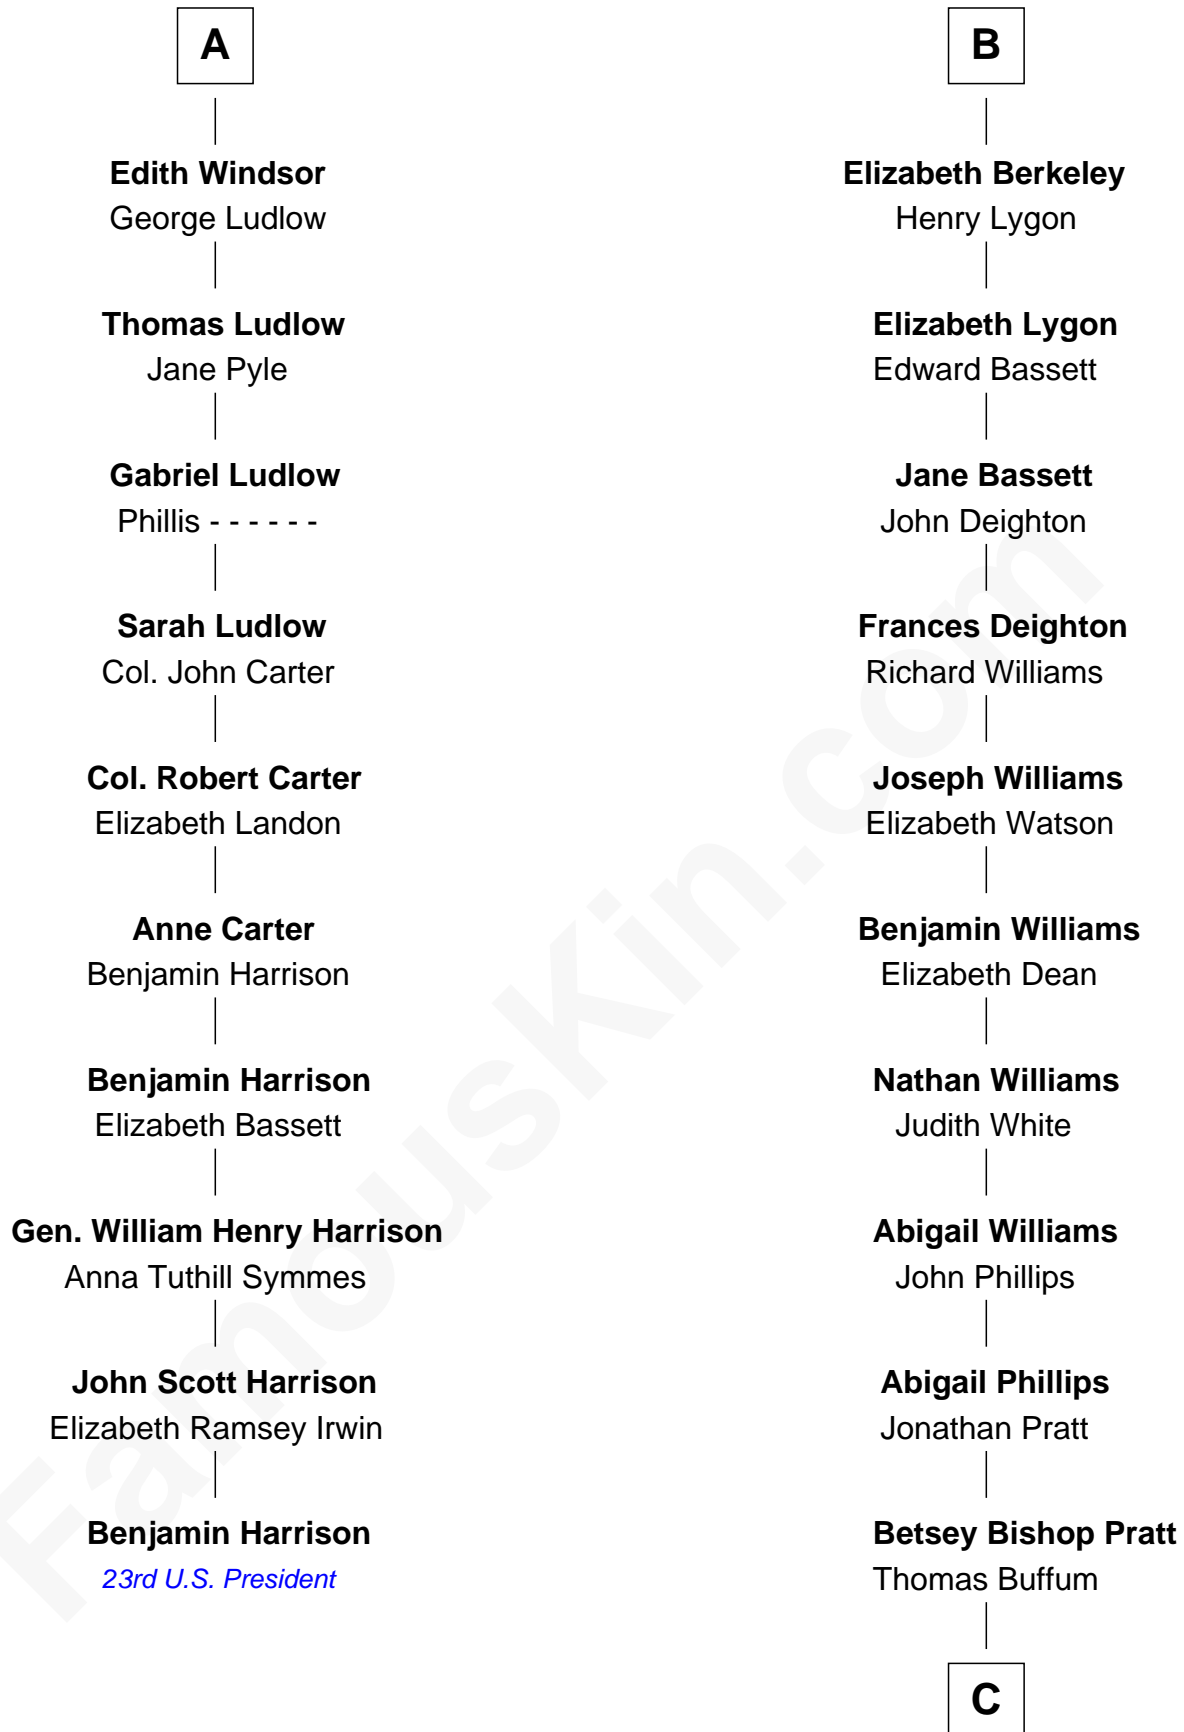 A
Edith Windsor
George Ludlow
Thomas Ludlow
Jane Pyle
Gabriel Ludlow
Phillis - - - - - -
Sarah Ludlow
Col. John Carter
Col. Robert Carter
Elizabeth Landon
Anne Carter
Benjamin Harrison
Benjamin Harrison
Elizabeth Bassett
Gen. William Henry Harrison
Anna Tuthill Symmes
John Scott Harrison
Elizabeth Ramsey Irwin
Benjamin Harrison
23rd U.S. President
B
Elizabeth Berkeley
Henry Lygon
Elizabeth Lygon
Edward Bassett
Jane Bassett
John Deighton
Frances Deighton
Richard Williams
Joseph Williams
Elizabeth Watson
Benjamin Williams
Elizabeth Dean
Nathan Williams
Judith White
Abigail Williams
John Phillips
Abigail Phillips
Jonathan Pratt
Betsey Bishop Pratt
Thomas Buffum
C
FamousKin.com